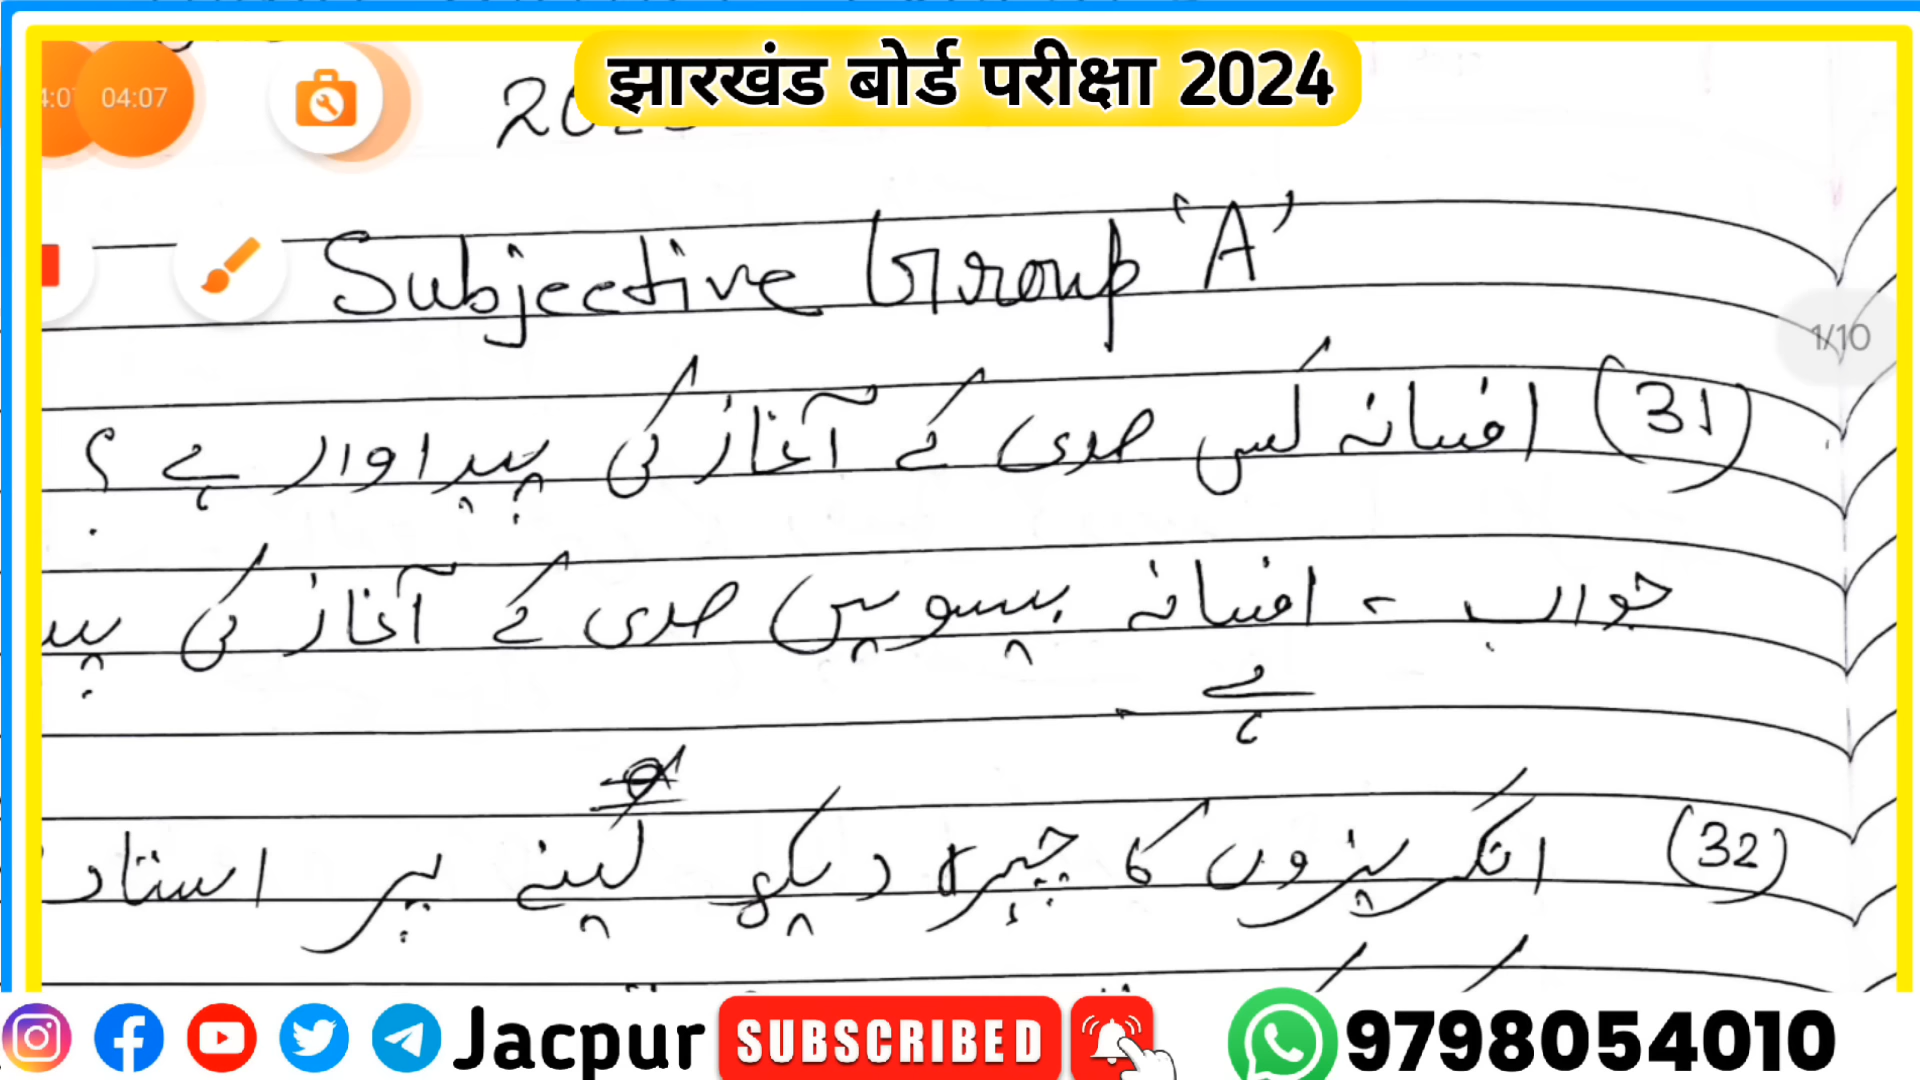 झारखंड बोर्ड परीक्षा 2024
04:07
Subjective Group 'A'
1/10
(31) افسانہ کس صدی کے آغاز کی پیداوار ہے ؟
جواب - افسانہ بیسویں صدی کے آغاز کی
ہے -
(32) انگریزوں کا چہرہ دیکھ لینے پر استاد
Jacpur SUBSCRIBED 9798054010